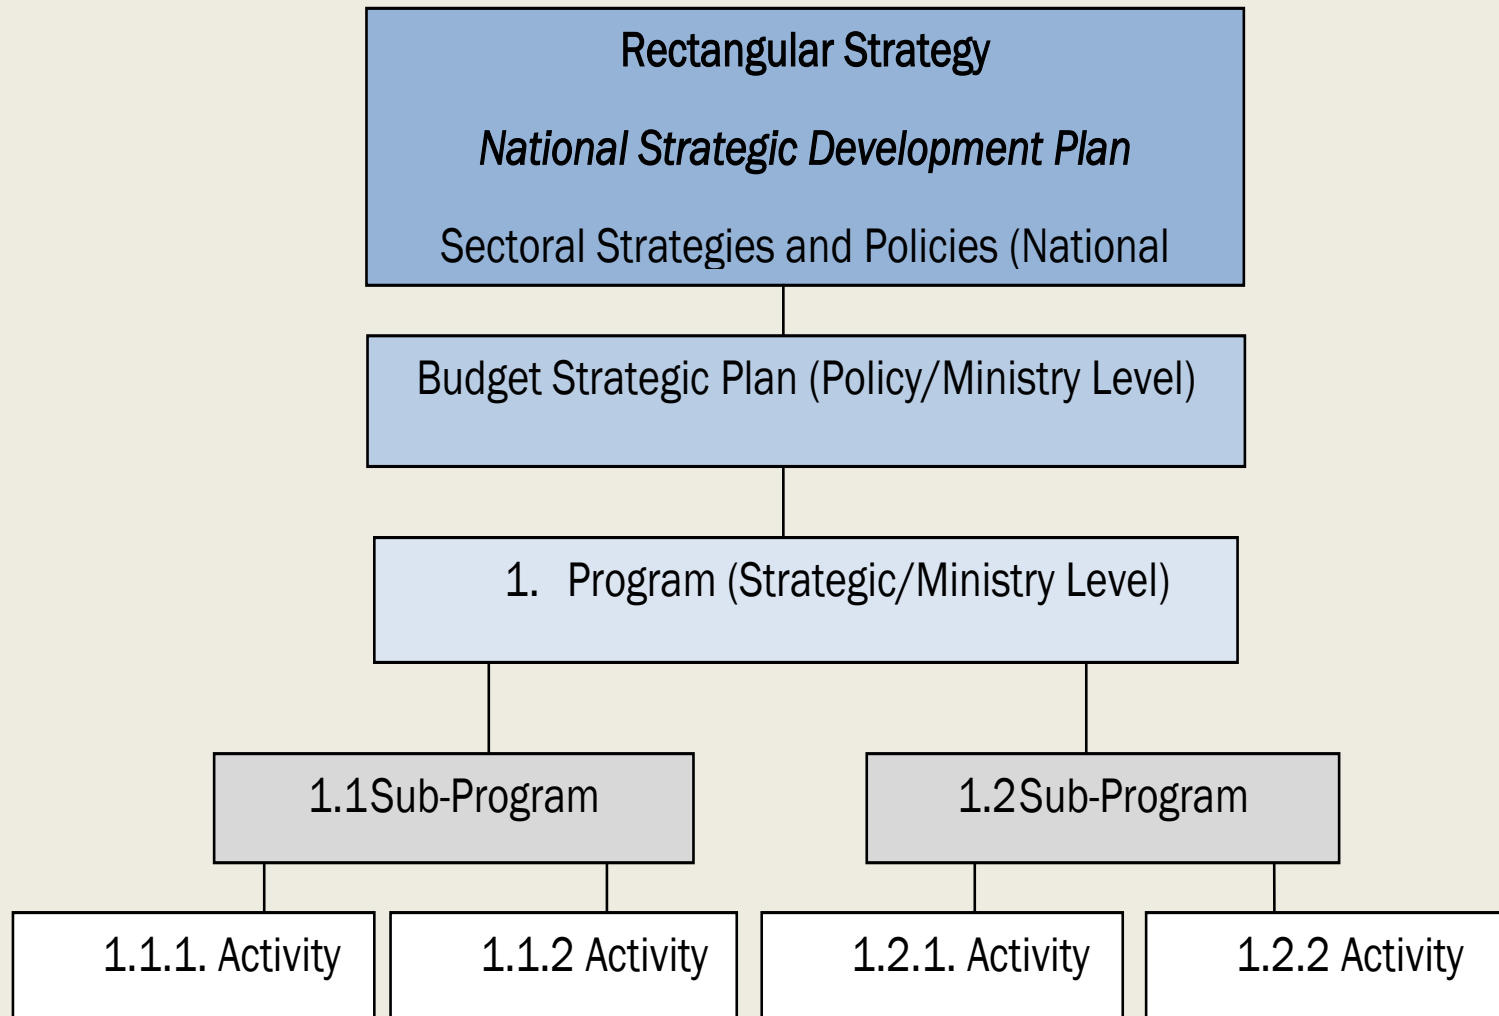 Rectangular Strategy
National Strategic Development Plan
Sectoral Strategies and Policies (National
Budget Strategic Plan (Policy/Ministry Level)
1. Program (Strategic/Ministry Level)
1.1Sub-Program
1.2Sub-Program
1.1.1. Activity
1.1.2 Activity
1.2.1. Activity
1.2.2 Activity